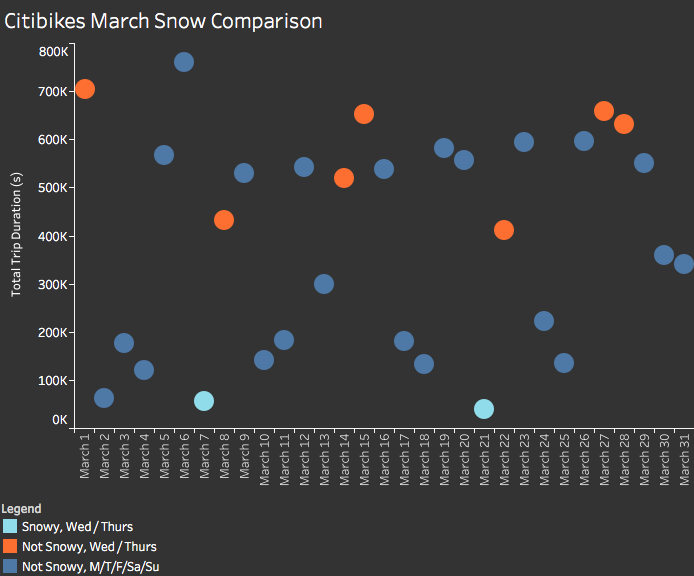 Citibikes March Snow Comparison
800K
700K
600K
500K
400K
300K
200K
100K
0K
Total Trip Duration (s)
March 1
March 2
March 3
March 4
March 5
March 6
March 7
March 8
March 9
March 10
March 11
March 12
March 13
March 14
March 15
March 16
March 17
March 18
March 19
March 20
March 21
March 22
March 23
March 24
March 25
March 26
March 27
March 28
March 29
March 30
March 31
Legend
Snowy, Wed / Thurs
Not Snowy, Wed / Thurs
Not Snowy, M/T/F/Sa/Su